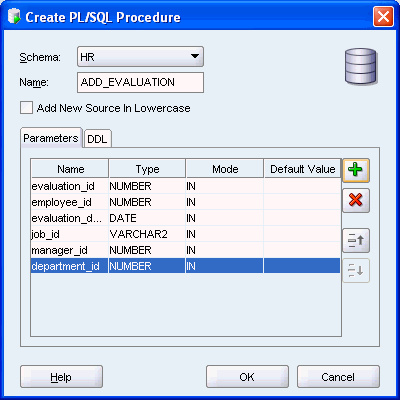 Create PL/SQL Procedure
Schema: HR
Name: ADD_EVALUATION
Add New Source In Lowercase
Parameters DDL
Name Type Mode Default Value
evaluation_id NUMBER IN
employee_id NUMBER IN
evaluation_d... DATE IN
job_id VARCHAR2 IN
manager_id NUMBER IN
department_id NUMBER IN
Help OK Cancel